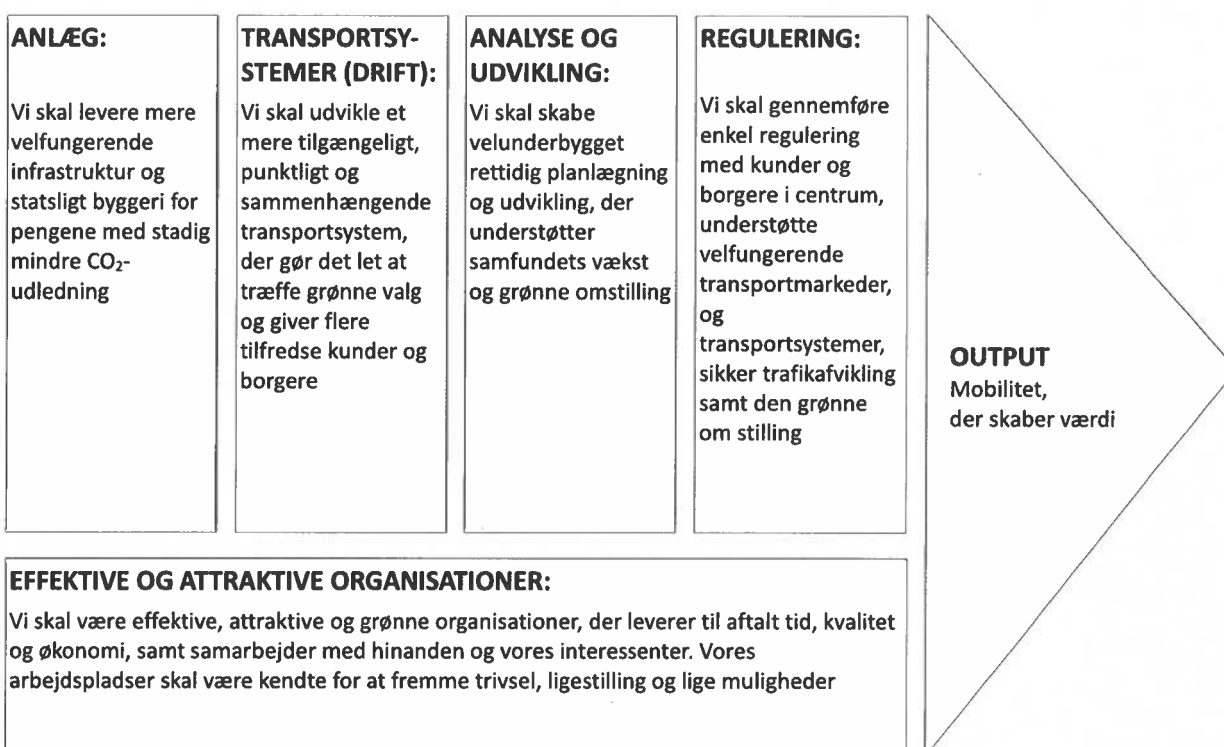 ANLÆG:
Vi skal levere mere
velfungerende
infrastruktur og
statsligt byggeri for
pengene med stadig
mindre CO₂-
udledning
TRANSPORTSY-
STEMER (DRIFT):
Vi skal udvikle et
mere tilgængeligt,
punktligt og
sammenhængende
transportsystem,
der gør det let at
træffe grønne valg
og giver flere
tilfredse kunder og
borgere
ANALYSE OG
UDVIKLING:
Vi skal skabe
velunderbygget
rettidig planlægning
og udvikling, der
understøtter
samfundets vækst
og grønne omstilling
REGULERING:
Vi skal gennemføre
enkel regulering
med kunder og
borgere i centrum,
understøtte
velfungerende
transportmarkeder,
og
transportsystemer,
sikker trafikafvikling
samt den grønne
om stilling
OUTPUT
Mobilitet,
der skaber værdi
EFFEKTIVE OG ATTRAKTIVE ORGANISATIONER:
Vi skal være effektive, attraktive og grønne organisationer, der leverer til aftalt tid, kvalitet
og økonomi, samt samarbejder med hinanden og vores interessenter. Vores
arbejdspladser skal være kendte for at fremme trivsel, ligestilling og lige muligheder